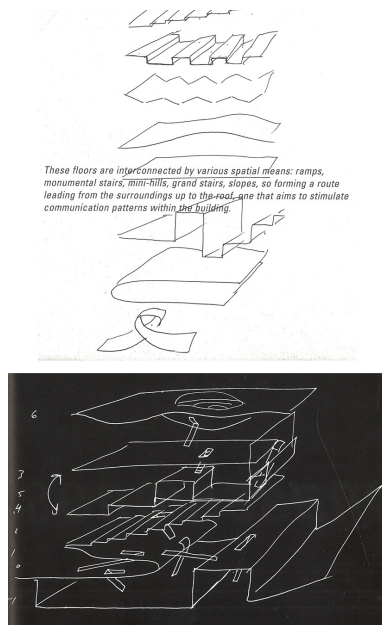 These floors are interconnected by various spatial means: ramps,
monumental stairs, mini-hills, grand stairs, slopes, so forming a route
leading from the surroundings up to the roof, one that aims to stimulate
communication patterns within the building.
6
3
5
4
1
0
-1